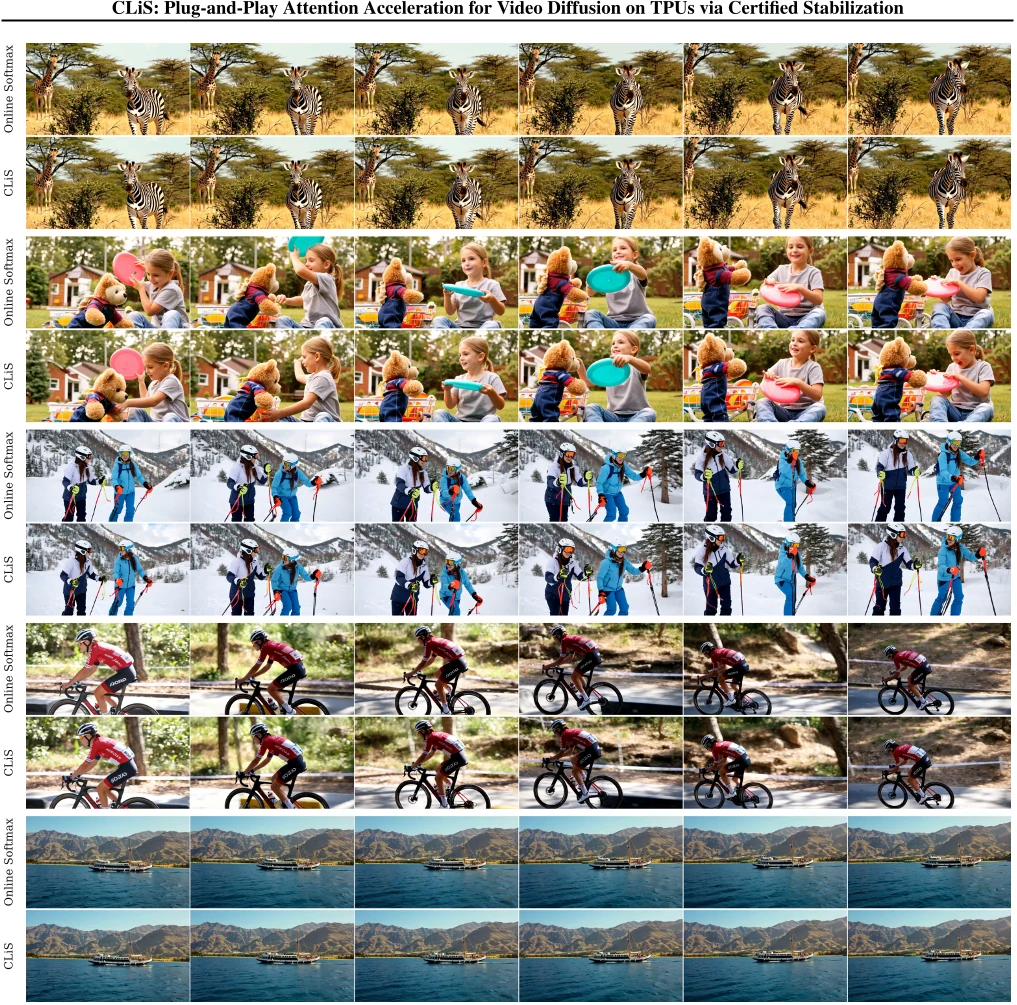 CLiS: Plug-and-Play Attention Acceleration for Video Diffusion on TPUs via Certified Stabilization
Online Softmax
CLiS
Online Softmax
CLiS
Online Softmax
CLiS
Online Softmax
CLiS
Online Softmax
CLiS